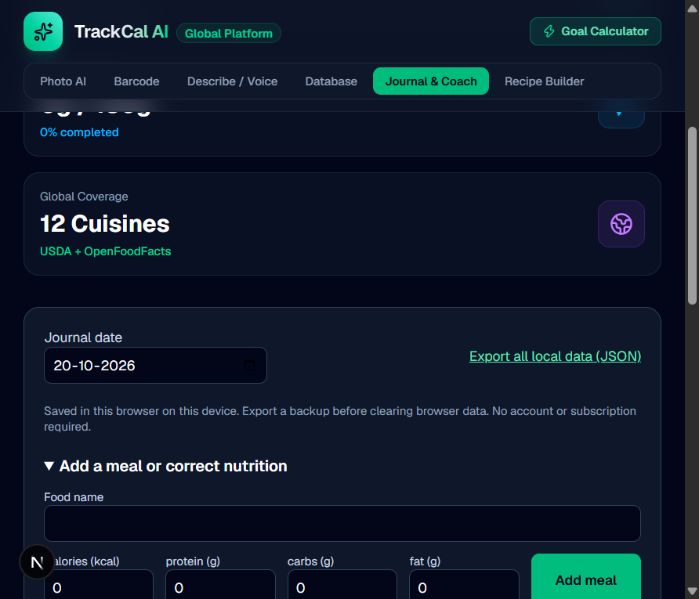 TrackCal AI
Global Platform
Goal Calculator
Photo AI
Barcode
Describe / Voice
Database
Journal & Coach
Recipe Builder
0% completed
Global Coverage
12 Cuisines
USDA + OpenFoodFacts
Journal date
20-10-2026
Export all local data (JSON)
Saved in this browser on this device. Export a backup before clearing browser data. No account or subscription
required.
▼ Add a meal or correct nutrition
Food name
N
alories (kcal)
protein (g)
carbs (g)
fat (g)
0
0
0
0
Add meal